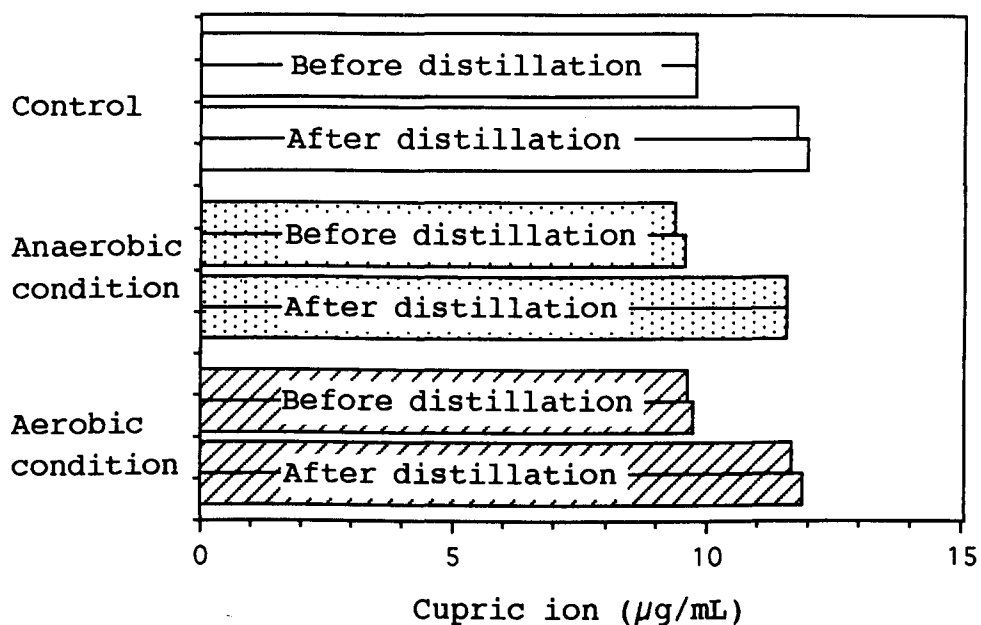 Before distillation
Control
After distillation
Anaerobic
condition
Before distillation
After distillation
Aerobic
condition
Before distillation
After distillation
0 5 10 15
Cupric ion (μg/mL)